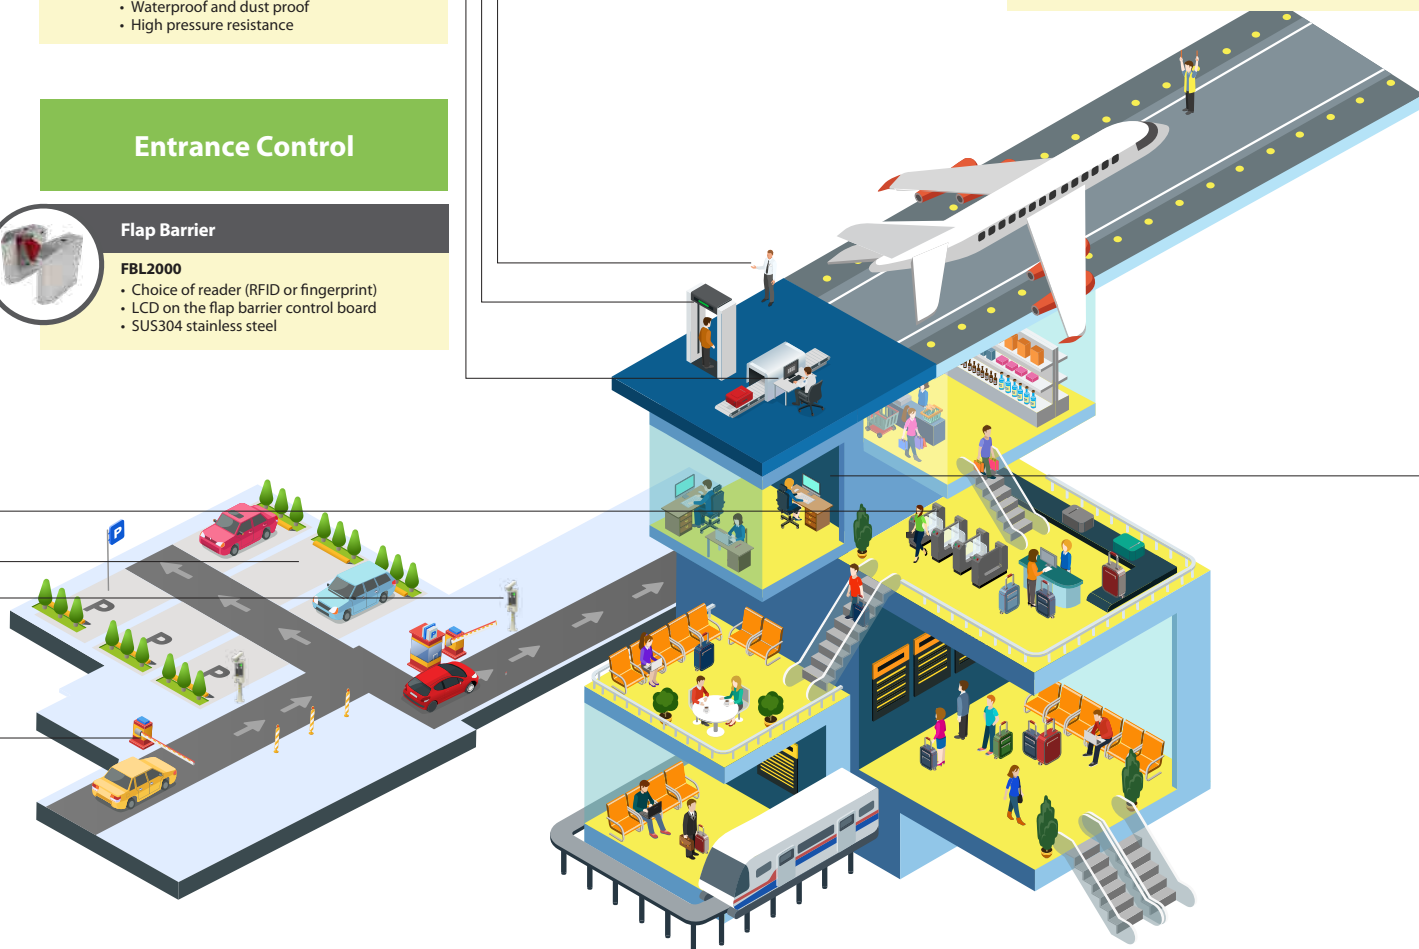 • Waterproof and dust proof
• High pressure resistance
Entrance Control
Flap Barrier
FBL2000
• Choice of reader (RFID or fingerprint)
• LCD on the flap barrier control board
• SUS304 stainless steel
P
P
P
P